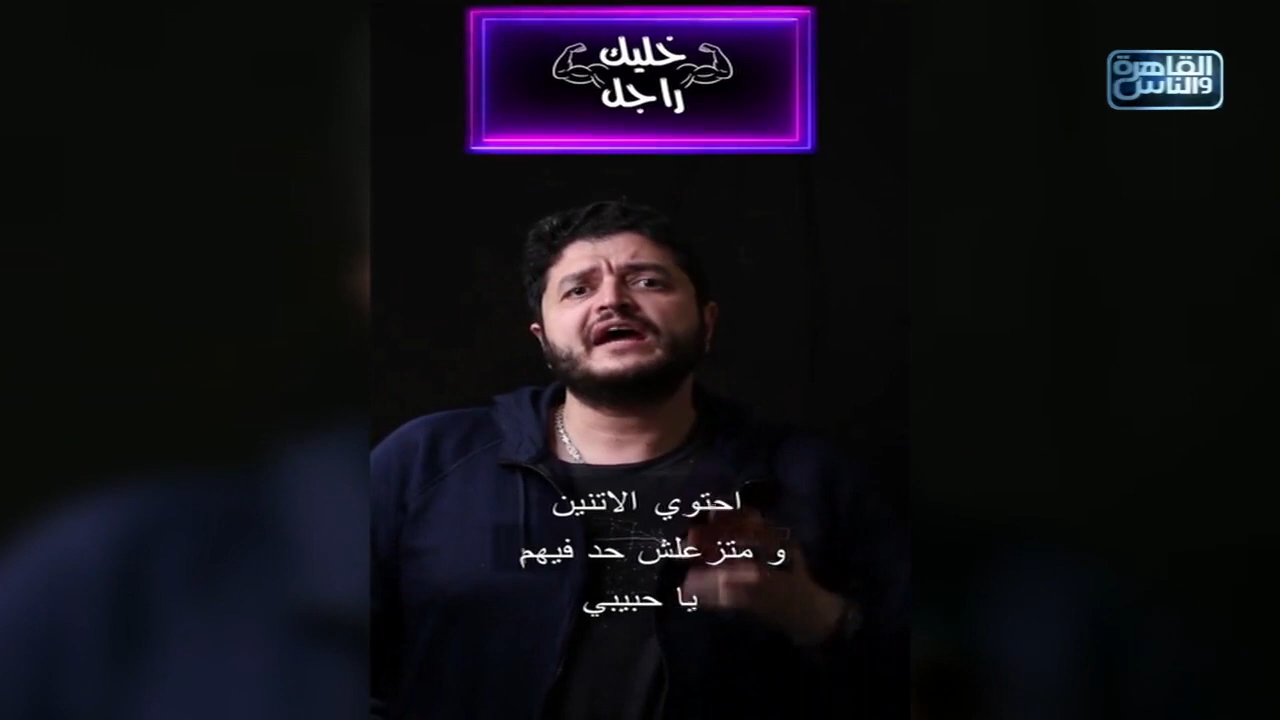 خليك
راجل
القاهرة
والناس
احتوي الاتنين
و متزعلش حد فيهم
يا حبيبي